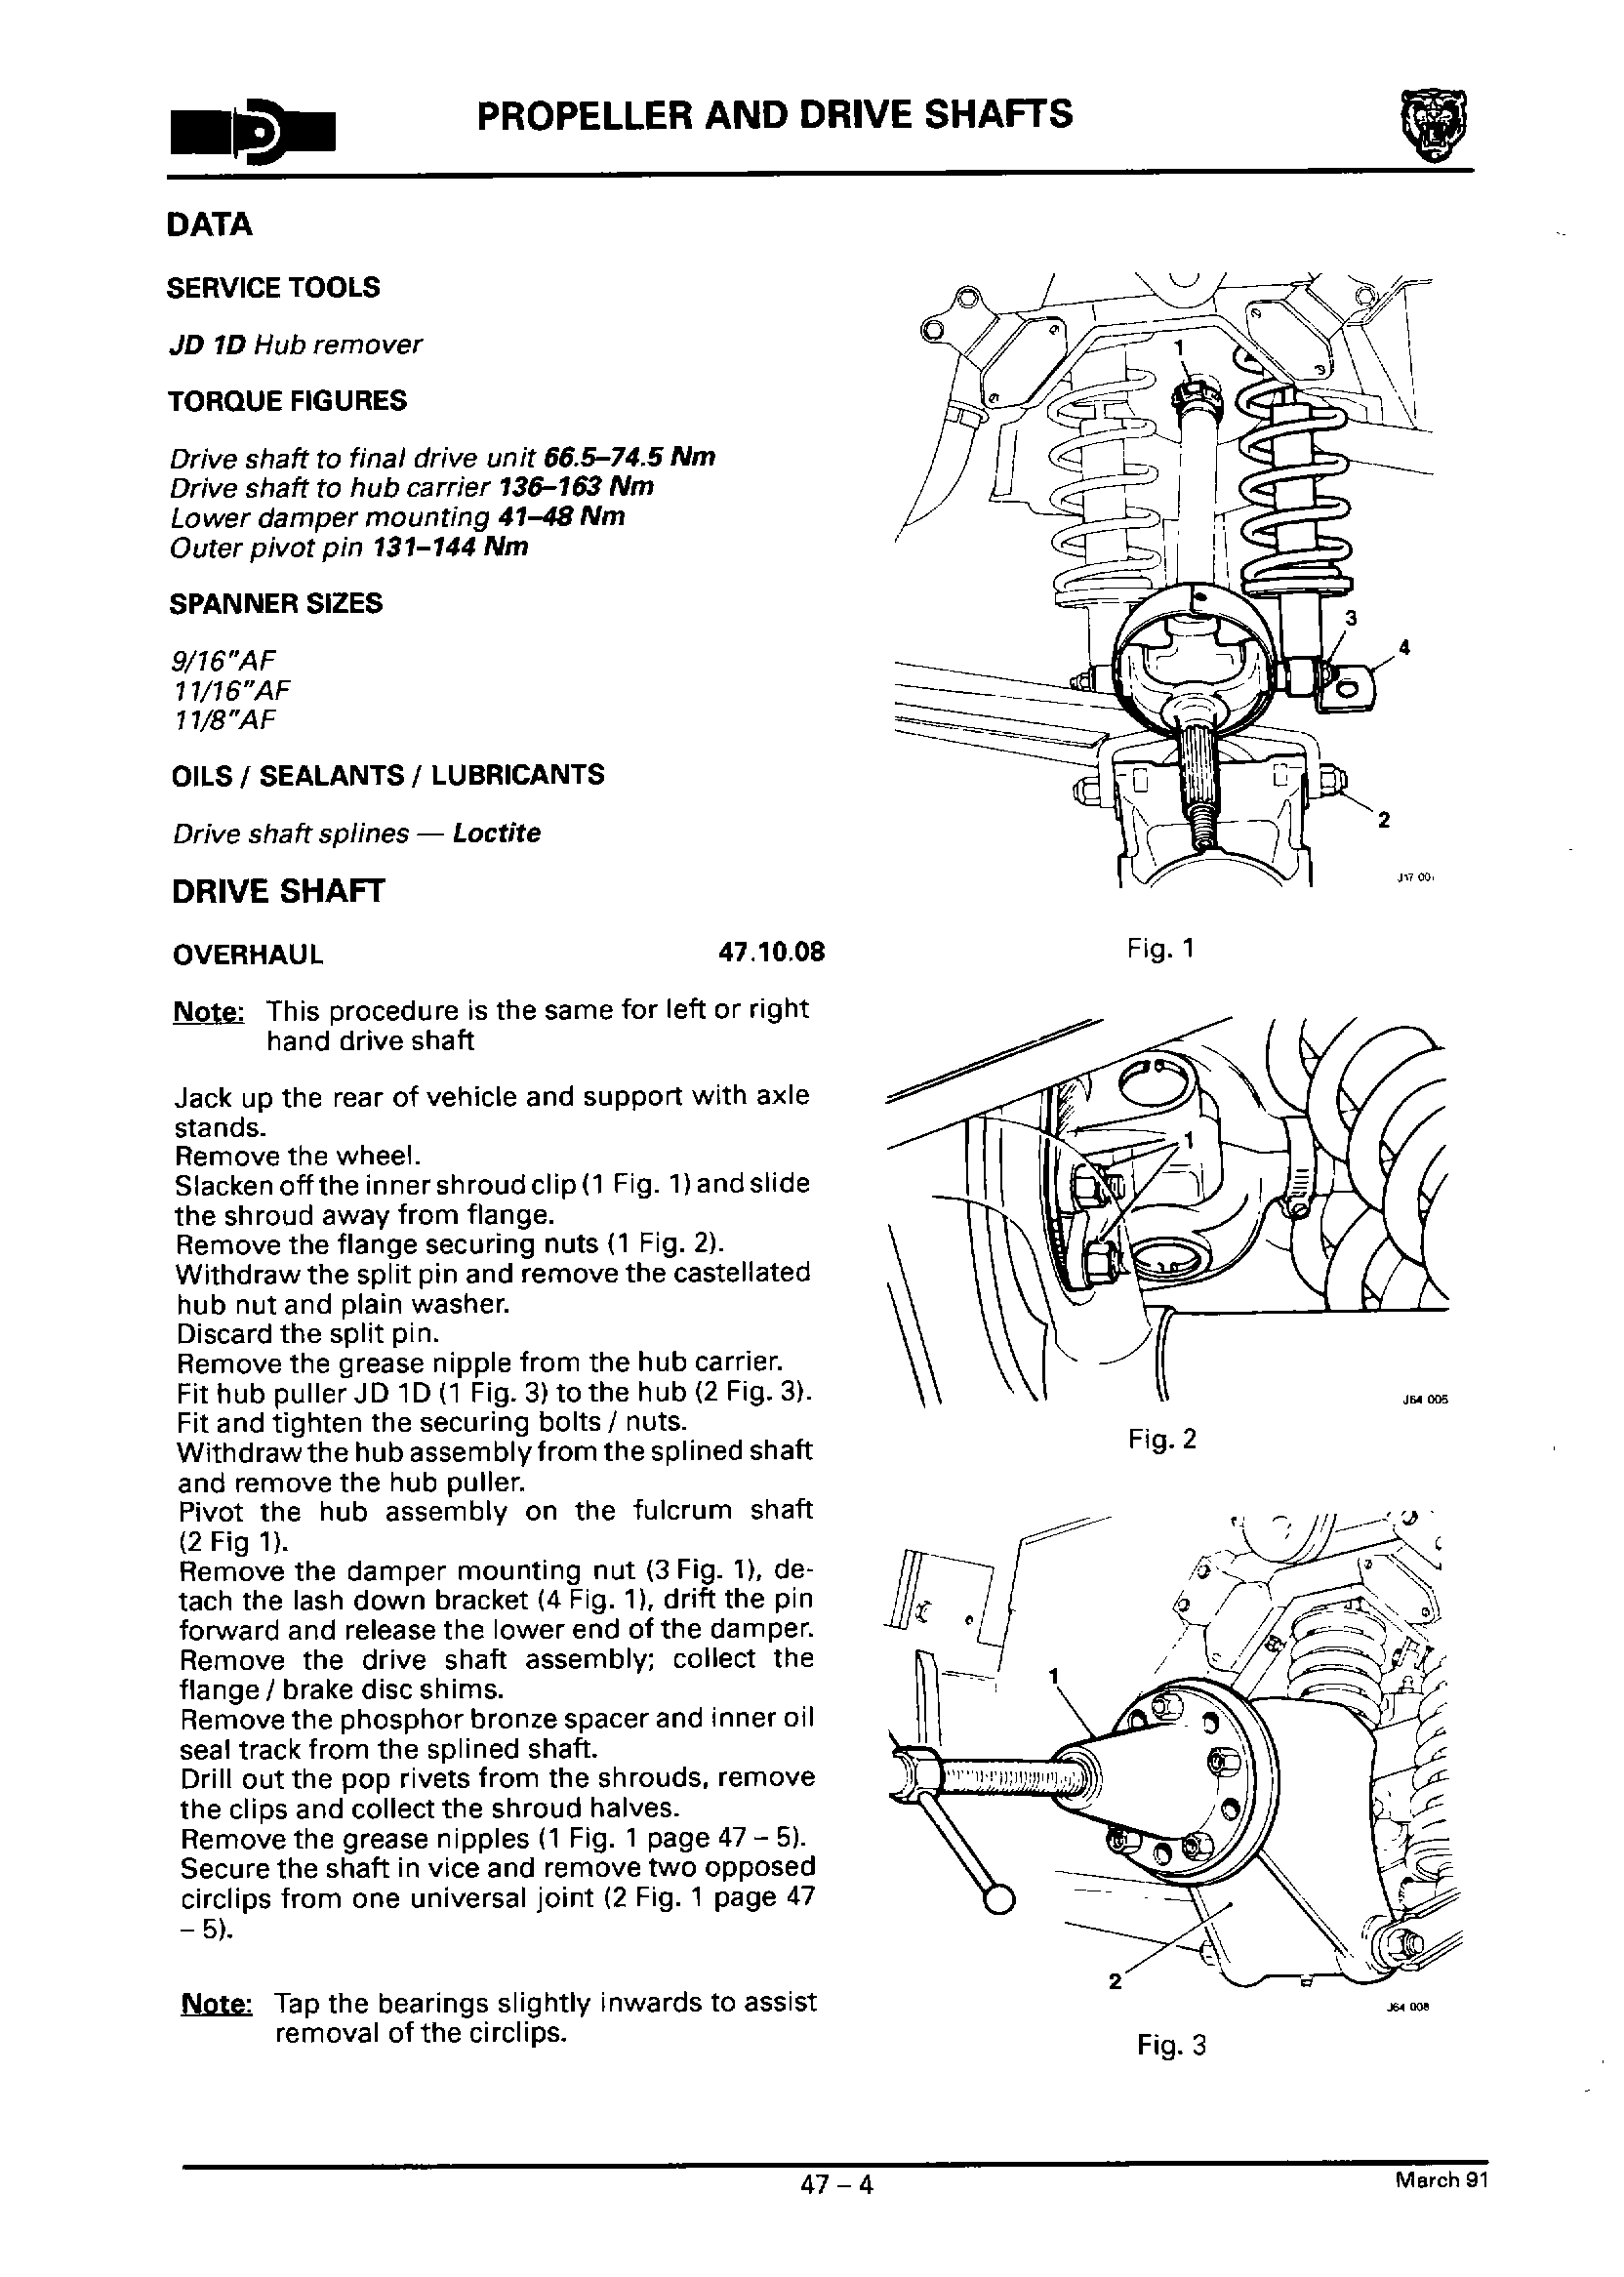 PROPELLER AND DRIVE SHAFTS
DATA
SERVICE TOOLS
JD 1D Hub remover
TORQUE FIGURES
Drive shaft to final drive unit 66.5–74.5 Nm
Drive shaft to hub carrier 136–163 Nm
Lower damper mounting 41–48 Nm
Outer pivot pin 131–144 Nm
SPANNER SIZES
9/16"AF
11/16"AF
11/8"AF
OILS / SEALANTS / LUBRICANTS
Drive shaft splines — Loctite
DRIVE SHAFT
OVERHAUL 47.10.08
Note: This procedure is the same for left or right
hand drive shaft
Jack up the rear of vehicle and support with axle
stands.
Remove the wheel.
Slacken off the inner shroud clip (1 Fig. 1) and slide
the shroud away from flange.
Remove the flange securing nuts (1 Fig. 2).
Withdraw the split pin and remove the castellated
hub nut and plain washer.
Discard the split pin.
Remove the grease nipple from the hub carrier.
Fit hub puller JD 1D (1 Fig. 3) to the hub (2 Fig. 3).
Fit and tighten the securing bolts / nuts.
Withdraw the hub assembly from the splined shaft
and remove the hub puller.
Pivot the hub assembly on the fulcrum shaft
(2 Fig 1).
Remove the damper mounting nut (3 Fig. 1), de-
tach the lash down bracket (4 Fig. 1), drift the pin
forward and release the lower end of the damper.
Remove the drive shaft assembly; collect the
flange / brake disc shims.
Remove the phosphor bronze spacer and inner oil
seal track from the splined shaft.
Drill out the pop rivets from the shrouds, remove
the clips and collect the shroud halves.
Remove the grease nipples (1 Fig. 1 page 47 – 5).
Secure the shaft in vice and remove two opposed
circlips from one universal joint (2 Fig. 1 page 47
– 5).
Note: Tap the bearings slightly inwards to assist
removal of the circlips.
1
3
4
2
Fig. 1
1
J64 005
Fig. 2
1
2
J64 008
Fig. 3
47 – 4
March 91